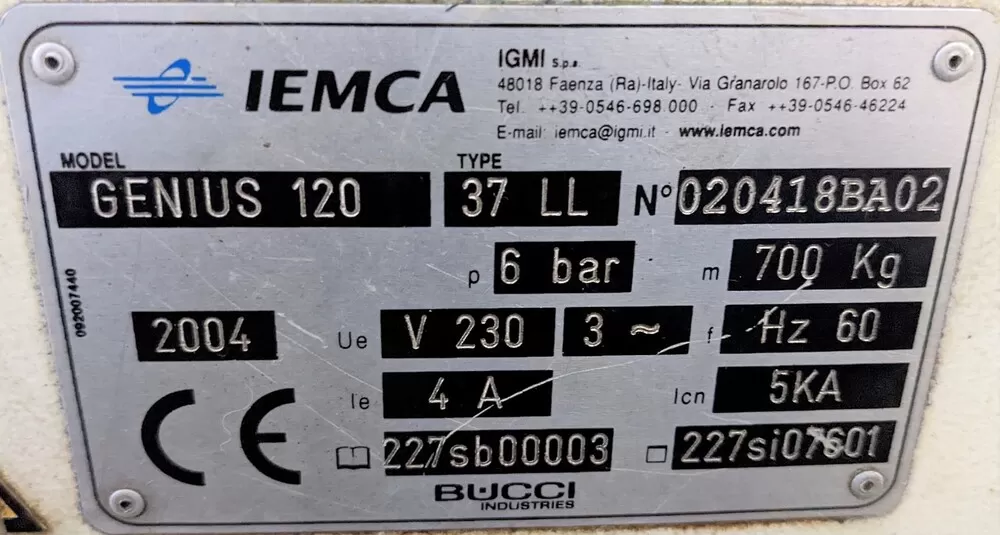 IEMCA
IGMI S.p.a.
48018 Faenza (Ra)-Italy- Via Granarolo 167-P.O. Box 62
Tel. ++39-0546-698.000 - Fax ++39-0546-46224
E-mail: iemca@igmi.it - www.iemca.com
MODEL TYPE
GENIUS 120 37 LL N° 020418BA02
p 6 bar m 700 Kg
092007440
2004 Ue V 230 3 ~ f Hz 60
Ie 4 A Icn 5KA
CE
227sb00003 227si07601
BUCCI
INDUSTRIES